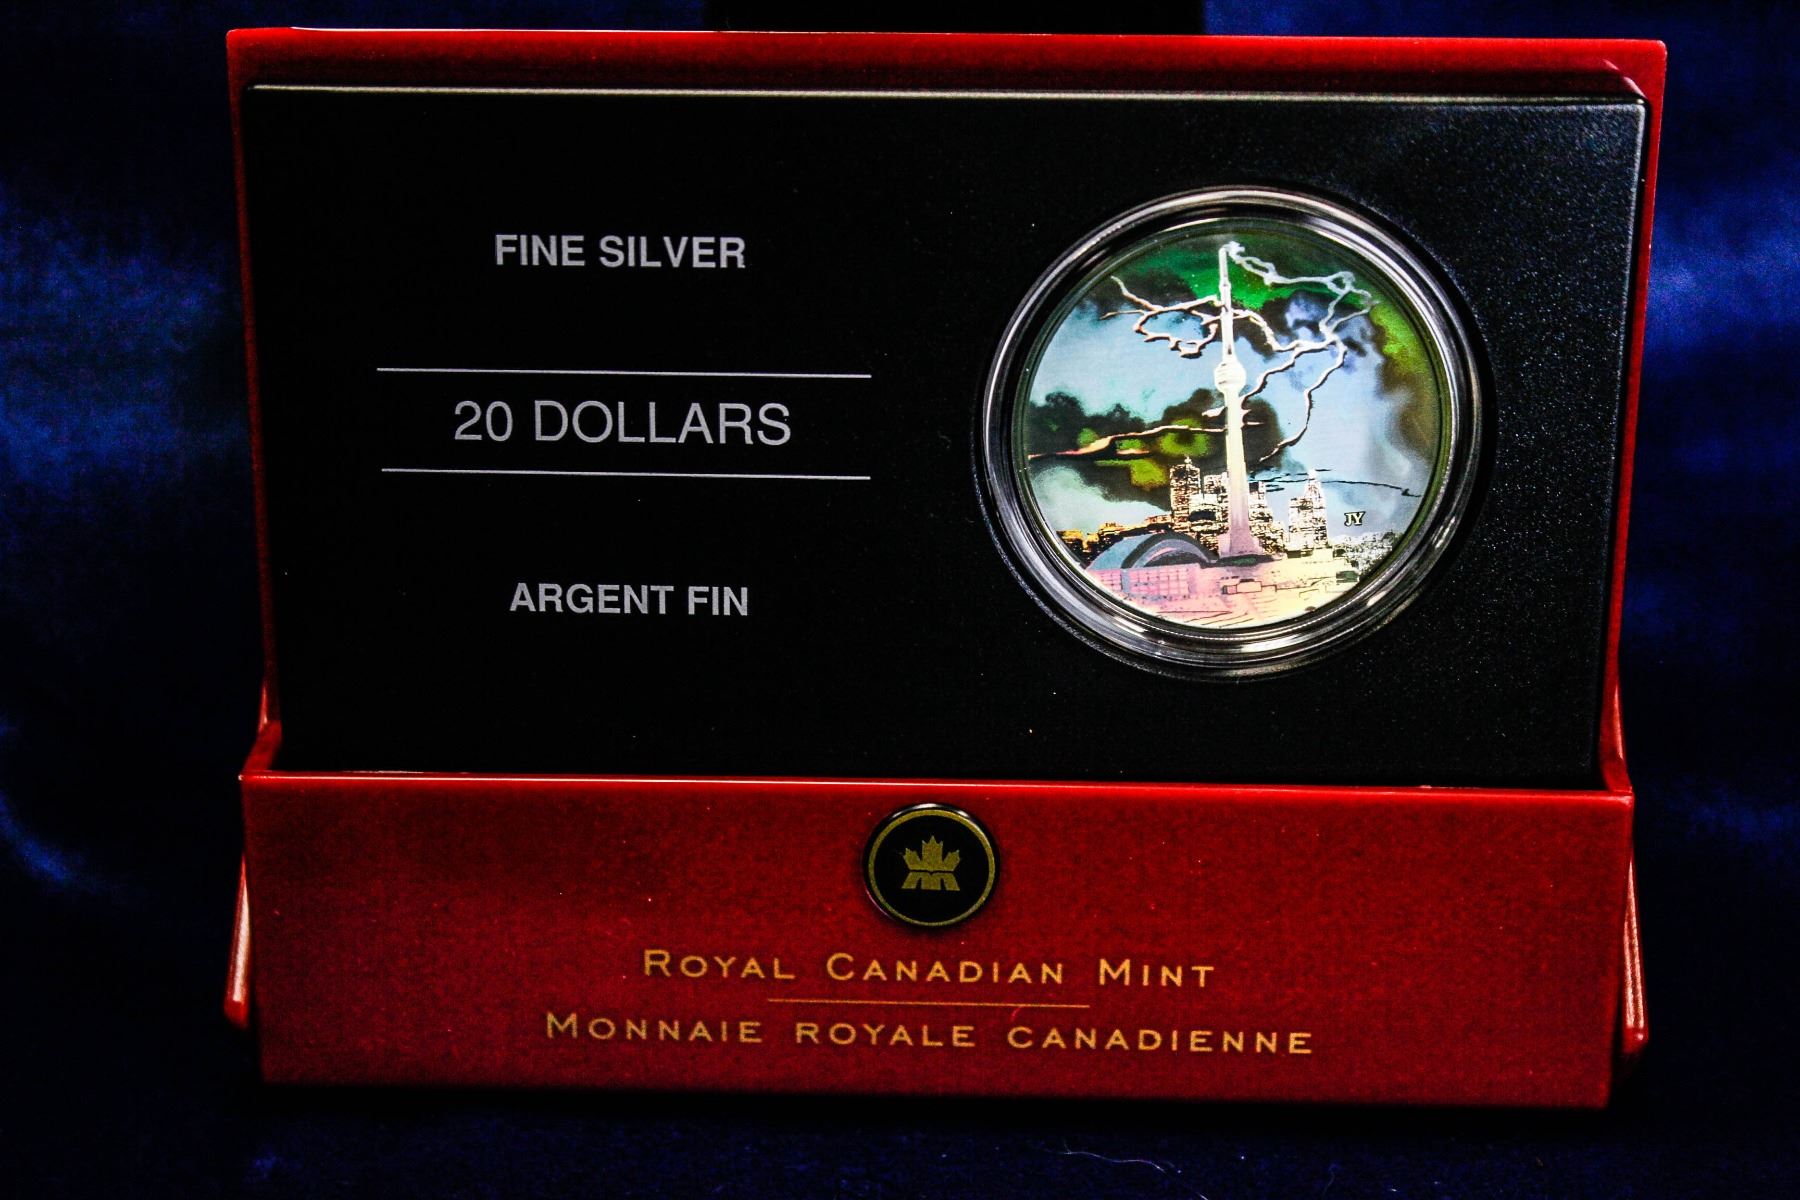 FINE SILVER
20 DOLLARS
ARGENT FIN
JY
ROYAL CANADIAN MINT
MONNAIE ROYALE CANADIENNE